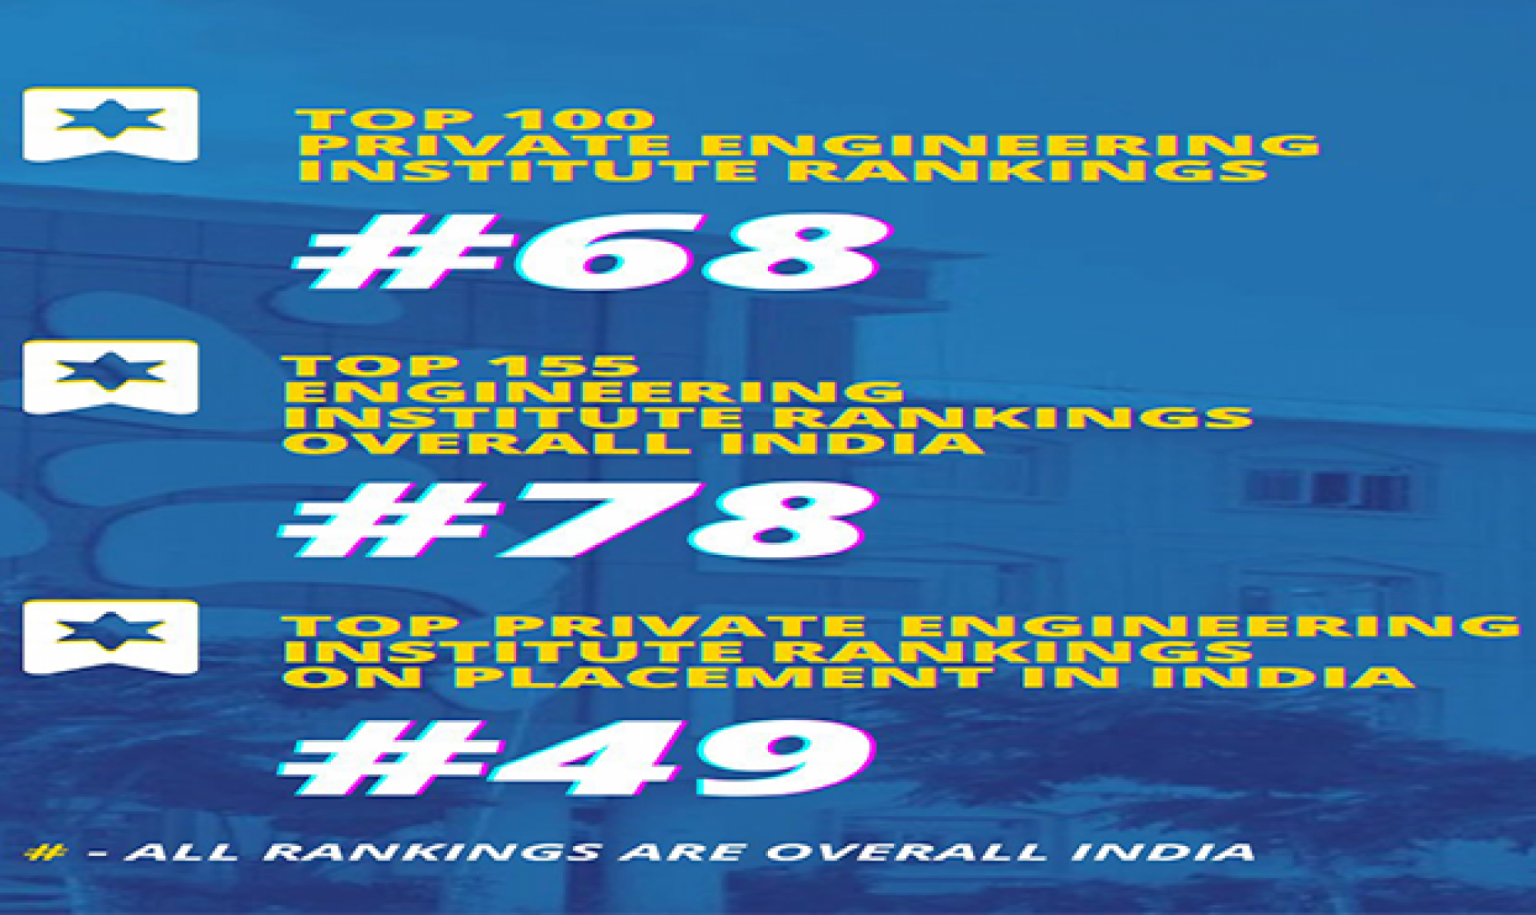 TOP 100
PRIVATE ENGINEERING
INSTITUTE RANKINGS
#68
TOP 155
ENGINEERING
INSTITUTE RANKINGS
OVERALL INDIA
#78
TOP PRIVATE ENGINEERING
INSTITUTE RANKINGS
ON PLACEMENT IN INDIA
#49
# - ALL RANKINGS ARE OVERALL INDIA